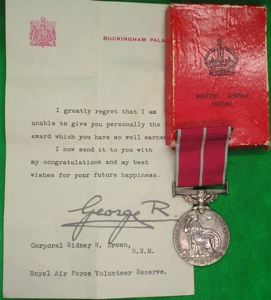 BUCKINGHAM PALA
I greatly regret that I am
unable to give you personally the
award which you have so well earne
I now send it to you with
my congratulations and my best
wishes for your future happiness.
George R.
Corporal Sidney W. Drown,
B.E.M.
Royal Air Force Volunteer Reserve.
BRITISH EMPIRE
MEDAL